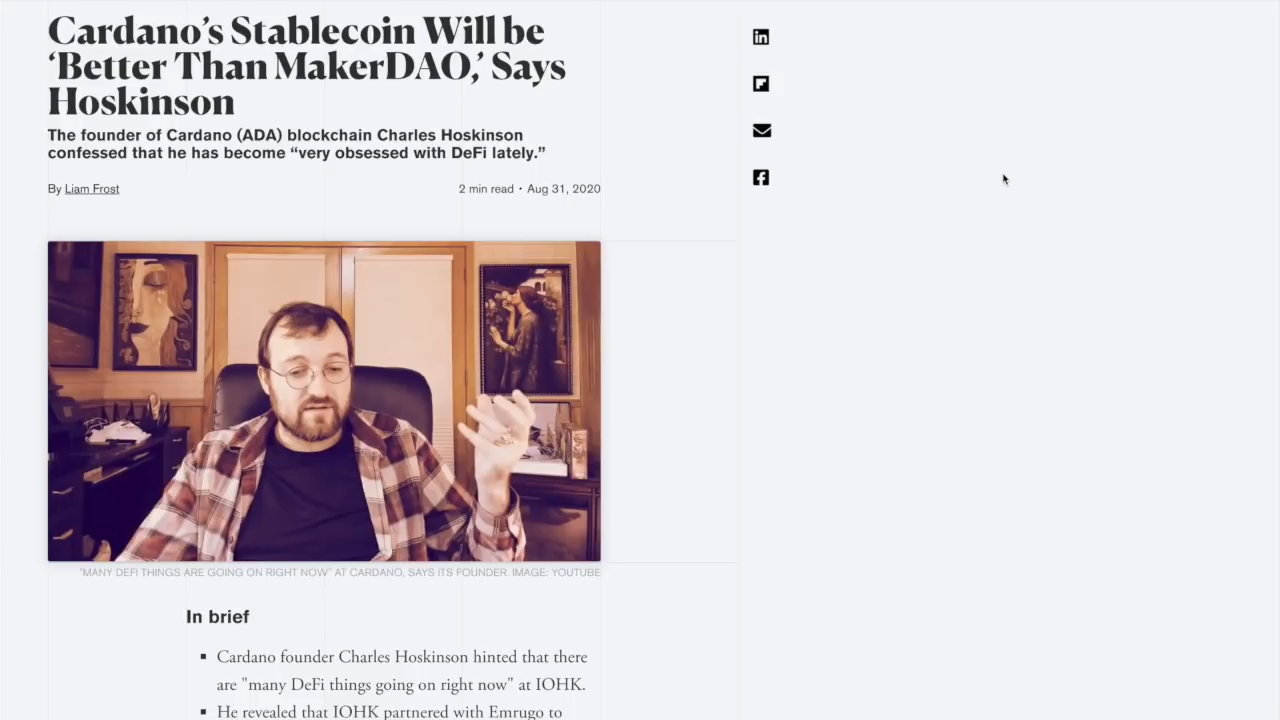 Cardano’s Stablecoin Will be
‘Better Than MakerDAO,’ Says
Hoskinson
The founder of Cardano (ADA) blockchain Charles Hoskinson
confessed that he has become “very obsessed with DeFi lately.”
By Liam Frost
2 min read • Aug 31, 2020
"MANY DEFI THINGS ARE GOING ON RIGHT NOW" AT CARDANO, SAYS ITS FOUNDER. IMAGE: YOUTUBE
In brief
▪ Cardano founder Charles Hoskinson hinted that there
are "many DeFi things going on right now" at IOHK.
▪ He revealed that IOHK partnered with Emrugo to